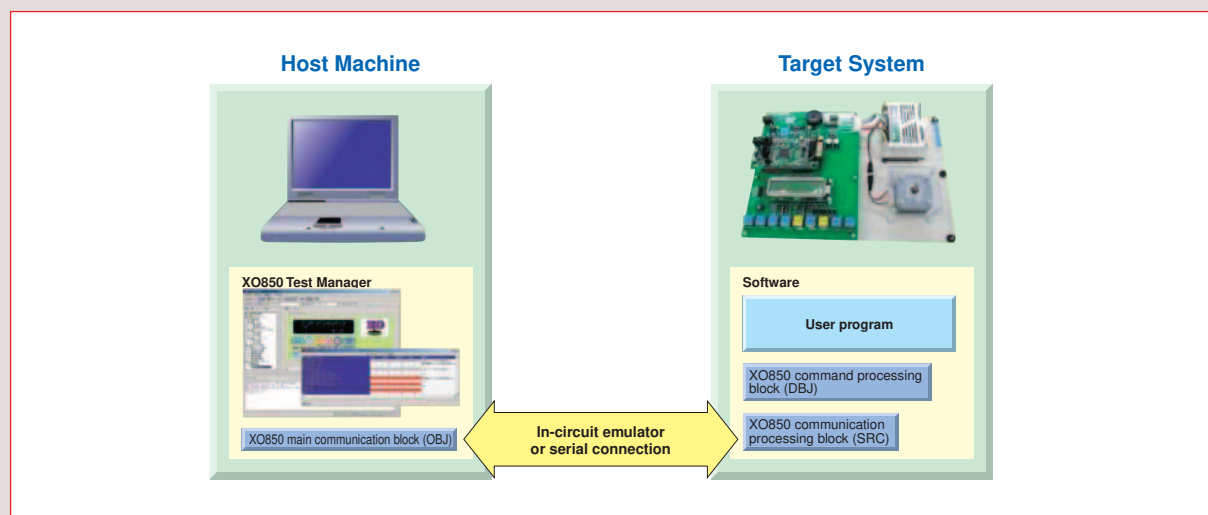 Host Machine
Target System
XO850 Test Manager
XO850 main communication block (OBJ)
In-circuit emulator
or serial connection
Software
User program
XO850 command processing
block (DBJ)
XO850 communication
processing block (SRC)